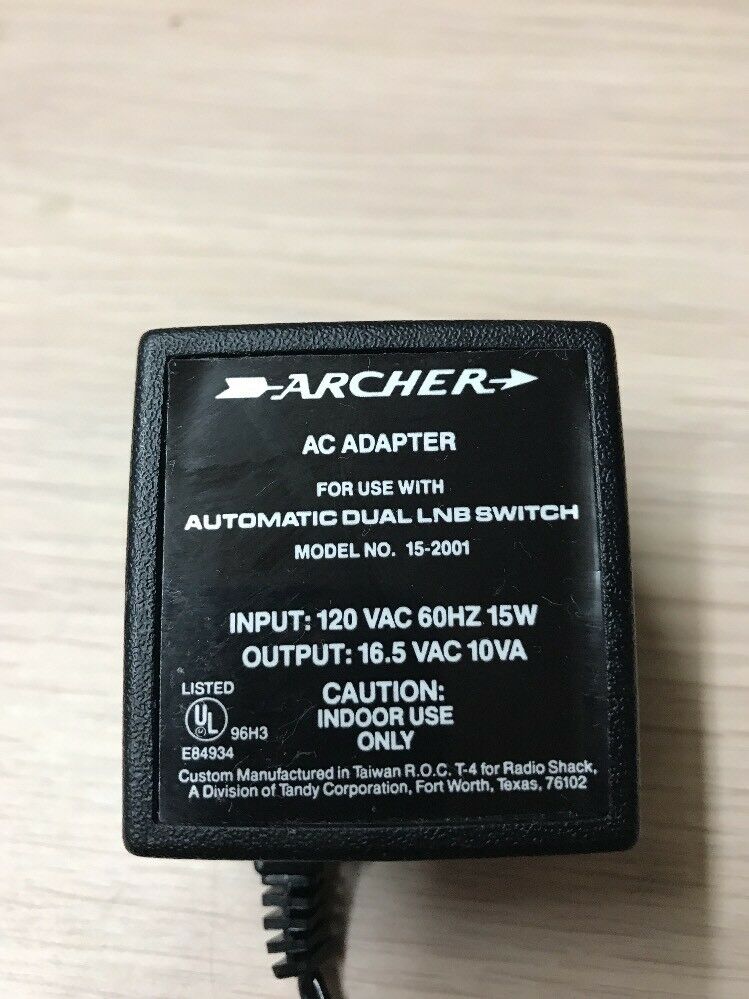 ARCHER
AC ADAPTER
FOR USE WITH
AUTOMATIC DUAL LNB SWITCH
MODEL NO. 15-2001
INPUT: 120 VAC 60HZ 15W
OUTPUT: 16.5 VAC 10VA
LISTED
UL 96H3
E84934
CAUTION:
INDOOR USE
ONLY
Custom Manufactured in Taiwan R.O.C. T-4 for Radio Shack,
A Division of Tandy Corporation, Fort Worth, Texas, 76102